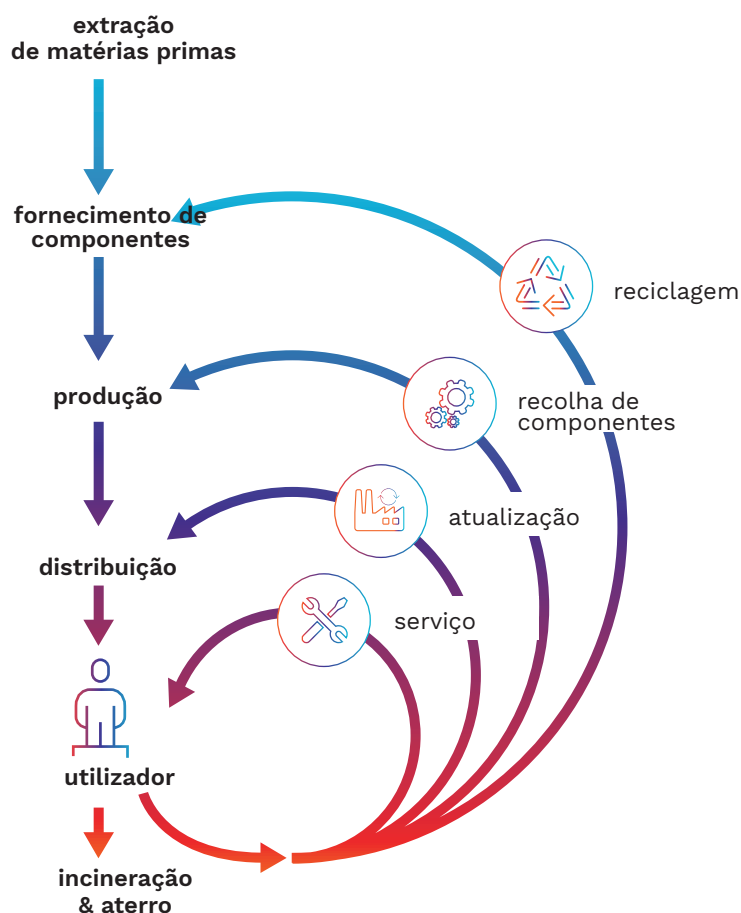 extração
de matérias primas
fornecimento de
componentes
reciclagem
produção
recolha de
componentes
atualização
distribuição
serviço
utilizador
incineração
& aterro